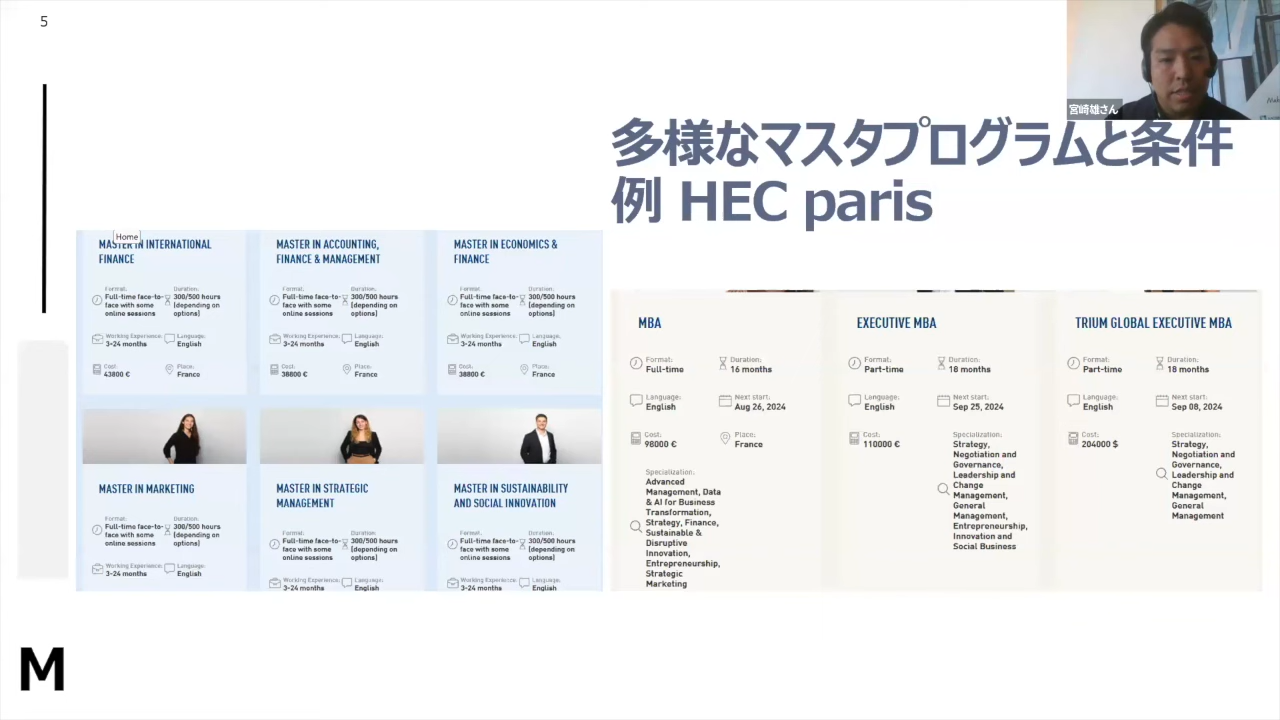 5
宮崎雄さん
多様なマスタプログラムと条件
例 HEC paris
Home
MASTER IN INTERNATIONAL
FINANCE
Format:
Full-time face-to-
face with some
online sessions
Duration:
300/500 hours
(depending on
options)
Working Experience:
3-24 months
Language:
English
Cost:
43800 €
Place:
France
MASTER IN ACCOUNTING,
FINANCE & MANAGEMENT
Format:
Full-time face-to-
face with some
online sessions
Duration:
300/500 hours
(depending on
options)
Working Experience:
3-24 months
Language:
English
Cost:
38800 €
Place:
France
MASTER IN ECONOMICS &
FINANCE
Format:
Full-time face-to-
face with some
online sessions
Duration:
300/500 hours
(depending on
options)
Working Experience:
3-24 months
Language:
English
Cost:
38800 €
Place:
France
MASTER IN MARKETING
Format:
Full-time face-to-
face with some
online sessions
Duration:
300/500 hours
(depending on
options)
Working Experience:
3-24 months
Language:
English
MASTER IN STRATEGIC
MANAGEMENT
Format:
Full-time face-to-
face with some
online sessions
Duration:
300/500 hours
(depending on
options)
Working Experience:
3-24 months
Language:
English
MASTER IN SUSTAINABILITY
AND SOCIAL INNOVATION
Format:
Full-time face-to-
face with some
online sessions
Duration:
300/500 hours
(depending on
options)
Working Experience:
3-24 months
Language:
English
MBA
Format:
Full-time
Duration:
16 months
Language:
English
Next start:
Aug 26, 2024
Cost:
98000 €
Place:
France
Specialization:
Advanced
Management, Data
& AI for Business
Transformation,
Strategy, Finance,
Sustainable &
Disruptive
Innovation,
Entrepreneurship,
Strategic
Marketing
EXECUTIVE MBA
Format:
Part-time
Duration:
18 months
Language:
English
Next start:
Sep 25, 2024
Cost:
110000 €
Specialization:
Strategy,
Negotiation and
Governance,
Leadership and
Change
Management,
General
Management,
Entrepreneurship,
Innovation and
Social Business
TRIUM GLOBAL EXECUTIVE MBA
Format:
Part-time
Duration:
18 months
Language:
English
Next start:
Sep 08, 2024
Cost:
204000 $
Specialization:
Strategy,
Negotiation and
Governance,
Leadership and
Change
Management,
General
Management
M